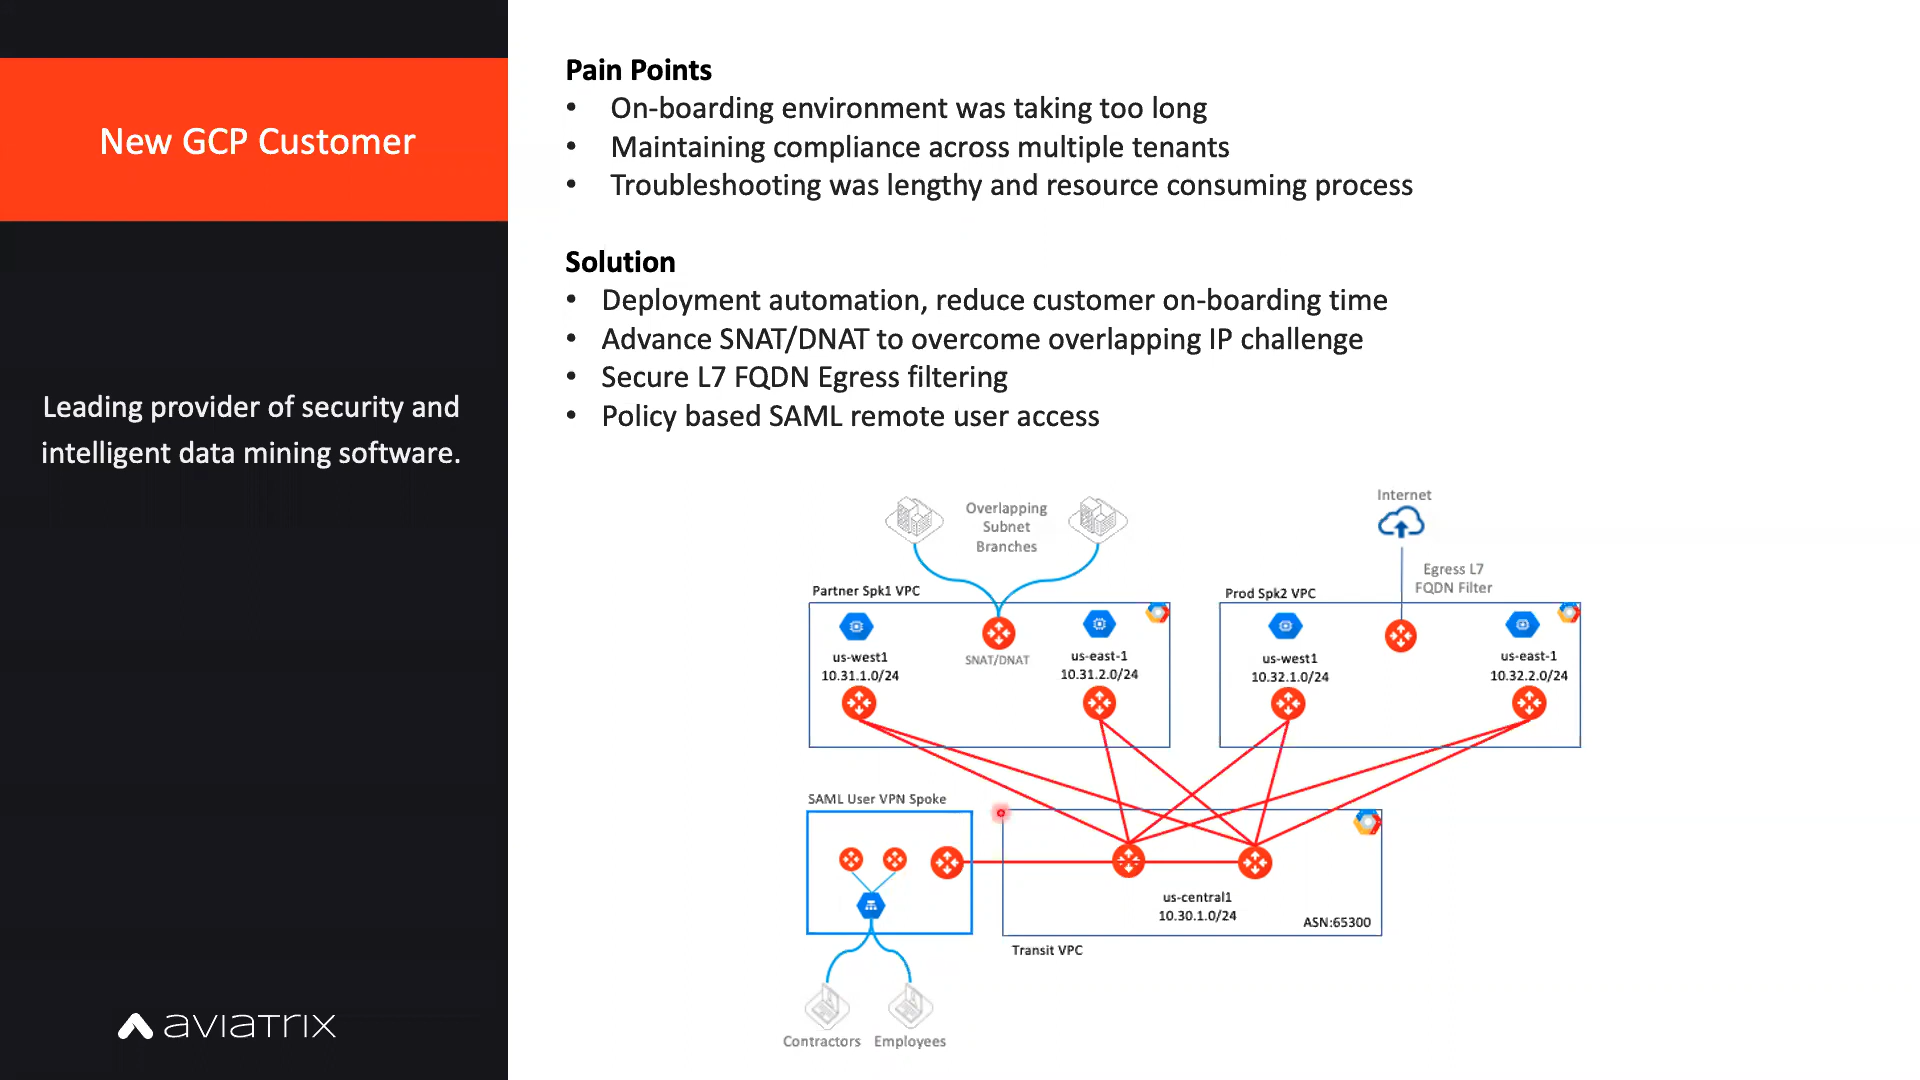 New GCP Customer
Leading provider of security and
intelligent data mining software.
aviatrix
Pain Points
• On-boarding environment was taking too long
• Maintaining compliance across multiple tenants
• Troubleshooting was lengthy and resource consuming process
Solution
• Deployment automation, reduce customer on-boarding time
• Advance SNAT/DNAT to overcome overlapping IP challenge
• Secure L7 FQDN Egress filtering
• Policy based SAML remote user access
Overlapping
Subnet
Branches
Internet
Egress L7
FQDN Filter
Partner Spk1 VPC
us-west1
10.31.1.0/24
SNAT/DNAT
us-east-1
10.31.2.0/24
Prod Spk2 VPC
us-west1
10.32.1.0/24
us-east-1
10.32.2.0/24
SAML User VPN Spoke
us-central1
10.30.1.0/24
ASN:65300
Transit VPC
Contractors
Employees